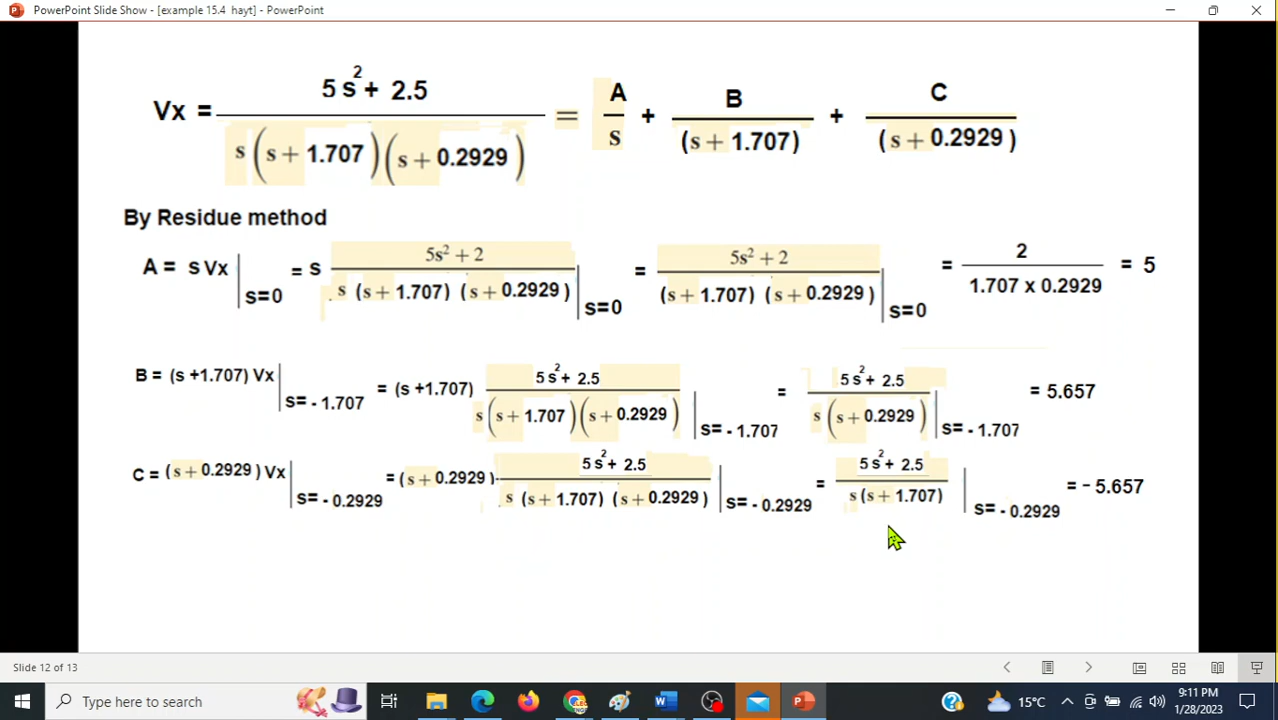 PowerPoint Slide Show - [example 15.4 hayt] - PowerPoint
Vx = 5 s² + 2.5 / s (s + 1.707) (s + 0.2929) = A / s + B / (s + 1.707) + C / (s + 0.2929)
By Residue method
A = s Vx | s=0 = s 5s² + 2 / s (s + 1.707) (s + 0.2929) | s=0 = 5s² + 2 / (s + 1.707) (s + 0.2929) | s=0 = 2 / 1.707 x 0.2929 = 5
B = (s +1.707) Vx | s= - 1.707 = (s +1.707) 5 s² + 2.5 / s (s + 1.707) (s + 0.2929) | s= - 1.707 = 5 s² + 2.5 / s (s + 0.2929) | s= - 1.707 = 5.657
C = (s + 0.2929) Vx | s= - 0.2929 = (s + 0.2929) 5 s² + 2.5 / s (s + 1.707) (s + 0.2929) | s= - 0.2929 = 5 s² + 2.5 / s (s + 1.707) | s= - 0.2929 = - 5.657
Slide 12 of 13
Type here to search
15°C
9:11 PM
1/28/2023